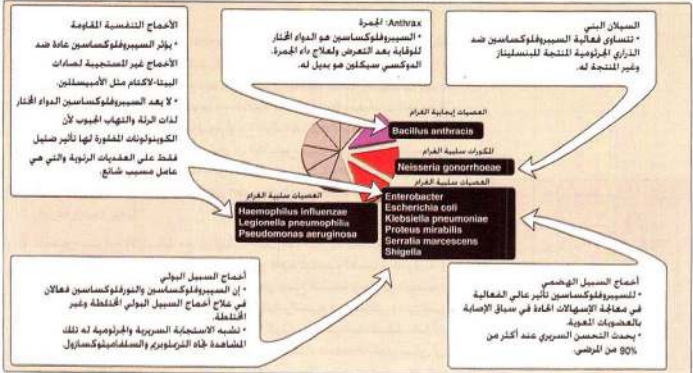 الأخماج التنفسية المقاومة
• يؤثر السيبروفلوكساسين عادة ضد
الأخماج غير المستجيبة لصادات
البيتا-لاكتام مثل الأمبيسللين.
• لا يعد السيبروفلوكساسين الدواء المختار
لذات الرئة والتهاب الجيوب لأن
الكوينولونات المفلورة لها تأثير ضئيل
فقط على العقديات الرئوية والتي هي
عامل مسبب شائع.
Anthrax: الجمرة
• السيبروفلوكساسين هو الدواء المختار
للوقاية بعد التعرض ولعلاج داء الجمرة.
الدوكسي سيكلين هو بديل له.
السيلان البني
• تتساوى فعالية السيبروفلوكساسين ضد
الذراري الجرثومية المنتجة للبنسليناز
وغير المنتجة له.
العصيات إيجابية الغرام
Bacillus anthracis
المكورات سلبية الغرام
Neisseria gonorrhoeae
العصيات سلبية الغرام
Enterobacter
Escherichia coli
Klebsiella pneumoniae
Proteus mirabilis
Serratia marcescens
Shigella
العصيات سلبية الغرام
Haemophilus influenzae
Legionella pneumophilia
Pseudomonas aeruginosa
أخماج السبيل البولي
• إن السيبروفلوكساسين والنورفلوكساسين فعالان
في علاج أخماج السبيل البولي المختلطة وغير
المختلطة.
• تشبه الاستجابة السريرية والجرثومية له تلك
المشاهدة تجاه التريمتوبريم والسلفاميثوكسازول.
أخماج السبيل الهضمي
• للسيبروفلوكساسين تأثير عالي الفعالية
في معالجة الإسهالات الحادة في سياق الإصابة
بالعضويات المعوية.
• يحدث التحسن السريري عند أكثر من
90% من المرضى.